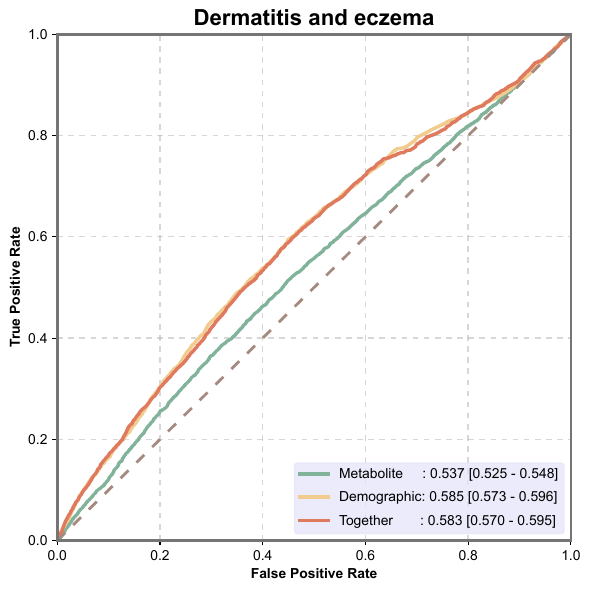 Dermatitis and eczema
True Positive Rate
1.0
0.8
0.6
0.4
0.2
0.0
Metabolite : 0.537 [0.525 - 0.548]
Demographic: 0.585 [0.573 - 0.596]
Together : 0.583 [0.570 - 0.595]
0.0 0.2 0.4 0.6 0.8 1.0
False Positive Rate